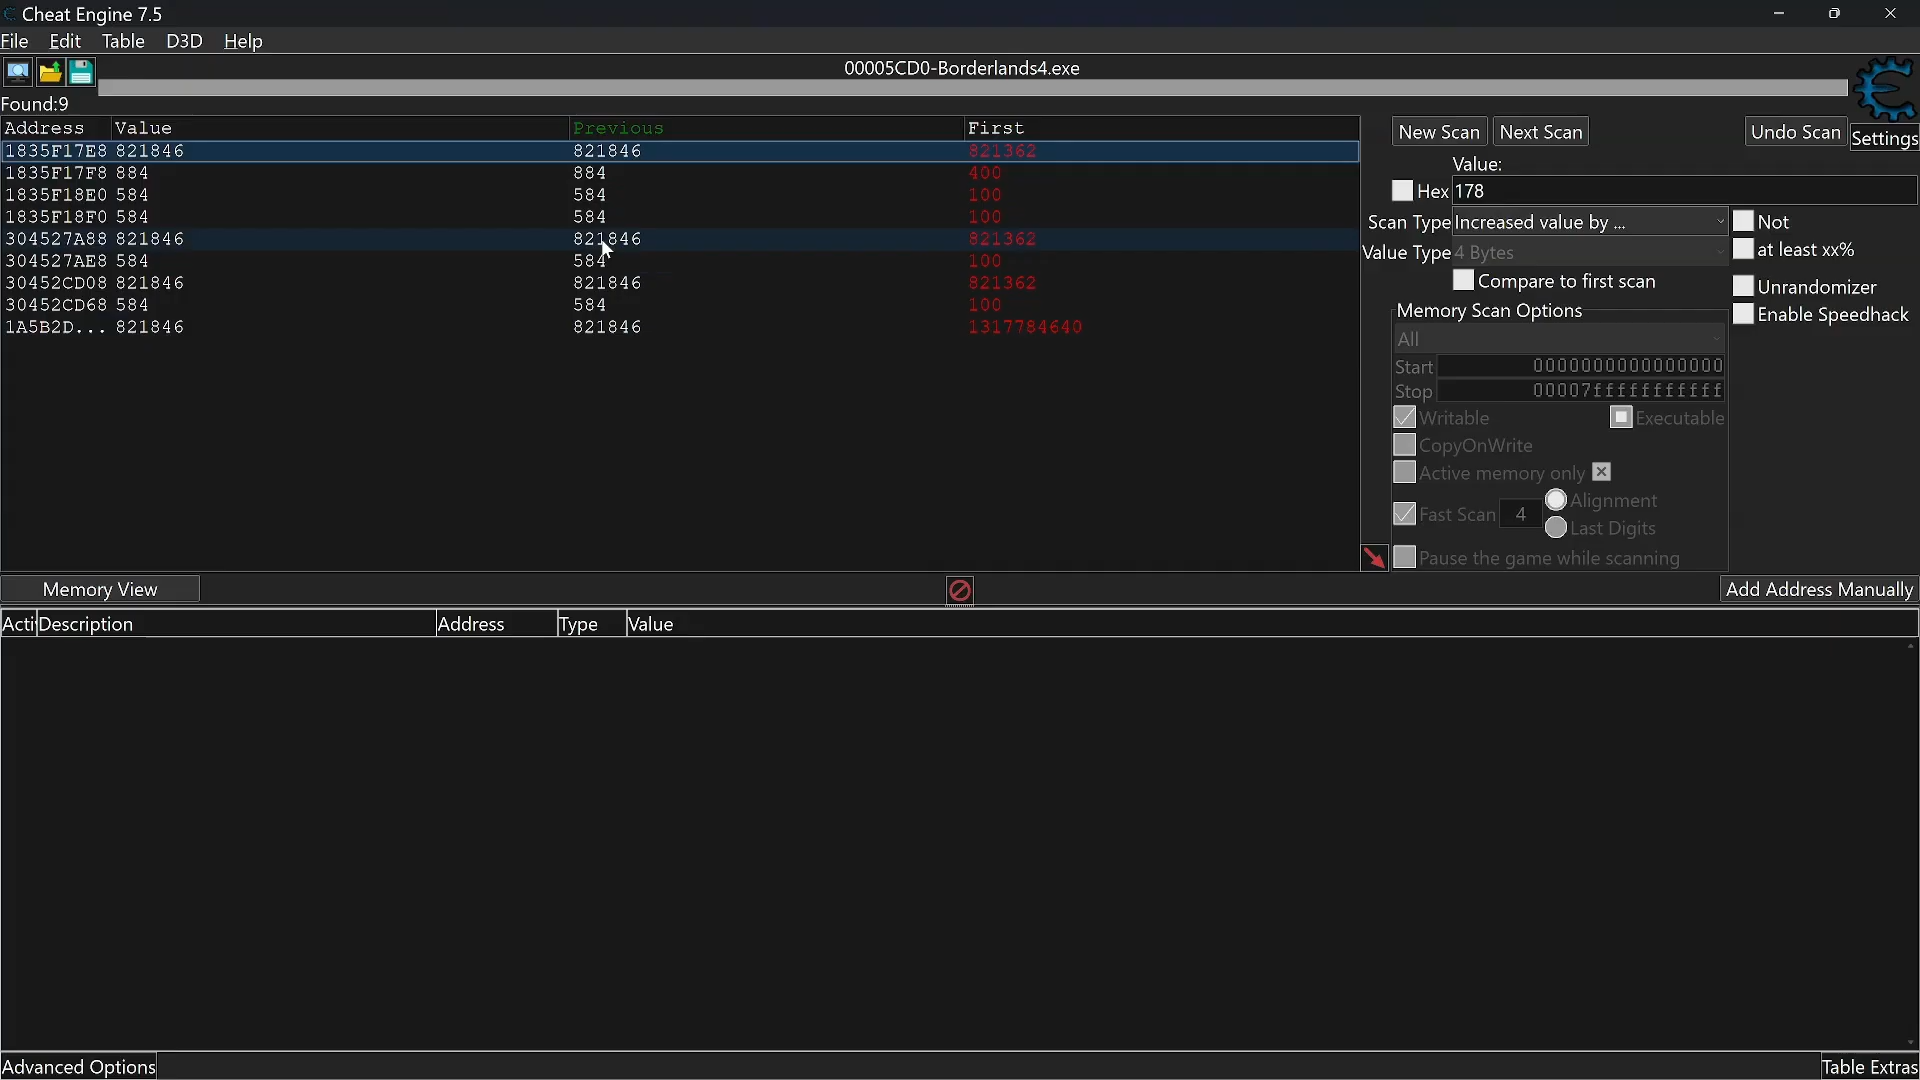 Cheat Engine 7.5
File Edit Table D3D Help
00005CD0-Borderlands4.exe
Found:9
Address Value Previous First
1835F17E8 821846 821846 821362
1835F17F8 884 884 400
1835F18E0 584 584 100
1835F18F0 584 584 100
304527A88 821846 821846 821362
304527AE8 584 584 100
30452CD08 821846 821846 821362
30452CD68 584 584 100
1A5B2D... 821846 821846 1317784640
New Scan Next Scan Undo Scan
Settings
Value:
Hex 178
Scan Type Increased value by ... Not
Value Type 4 Bytes at least xx%
Compare to first scan Unrandomizer
Memory Scan Options Enable Speedhack
All
Start 0000000000000000
Stop 00007fffffffffff
Writable Executable
CopyOnWrite
Active memory only
Fast Scan 4 Alignment
Last Digits
Pause the game while scanning
Memory View Add Address Manually
Acti Description Address Type Value
Advanced Options Table Extras